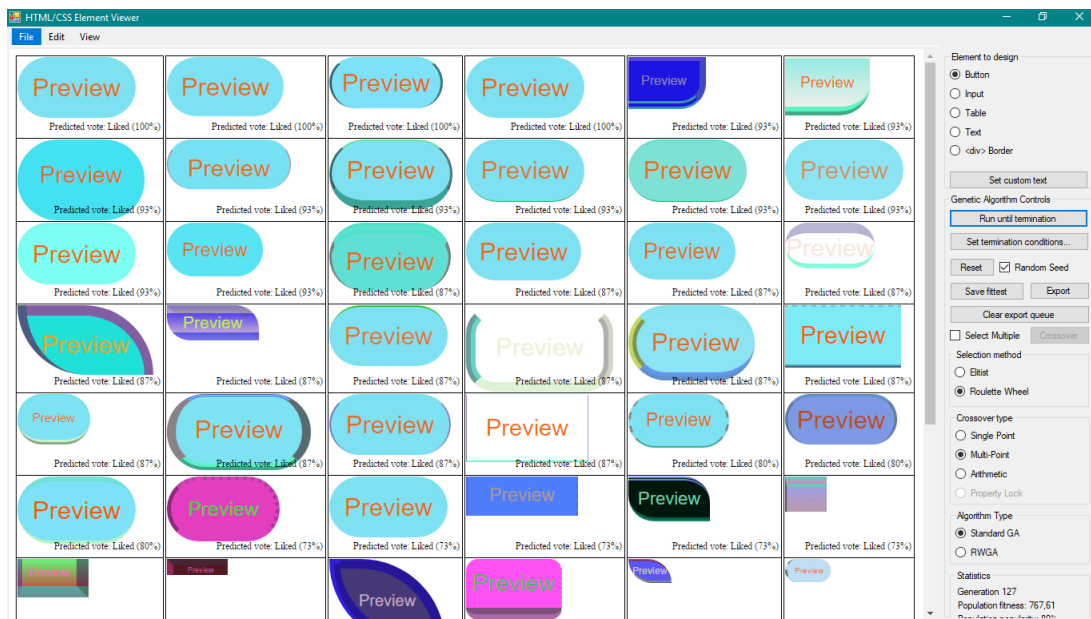 HTML/CSS Element Viewer
File Edit View
Preview Preview Preview Preview Preview Preview
Predicted vote: Liked (100%) Predicted vote: Liked (100%) Predicted vote: Liked (100%) Predicted vote: Liked (100%) Predicted vote: Liked (93%) Predicted vote: Liked (93%)
Preview Preview Preview Preview Preview Preview
Predicted vote: Liked (93%) Predicted vote: Liked (93%) Predicted vote: Liked (93%) Predicted vote: Liked (93%) Predicted vote: Liked (93%) Predicted vote: Liked (93%)
Preview Preview Preview Preview Preview Preview
Predicted vote: Liked (93%) Predicted vote: Liked (93%) Predicted vote: Liked (87%) Predicted vote: Liked (87%) Predicted vote: Liked (87%) Predicted vote: Liked (87%)
Preview Preview Preview Preview Preview Preview
Predicted vote: Liked (87%) Predicted vote: Liked (87%) Predicted vote: Liked (87%) Predicted vote: Liked (87%) Predicted vote: Liked (87%) Predicted vote: Liked (87%)
Preview Preview Preview Preview Preview Preview
Predicted vote: Liked (87%) Predicted vote: Liked (87%) Predicted vote: Liked (87%) Predicted vote: Liked (87%) Predicted vote: Liked (80%) Predicted vote: Liked (80%)
Preview Preview Preview Preview Preview
Predicted vote: Liked (80%) Predicted vote: Liked (73%) Predicted vote: Liked (73%) Predicted vote: Liked (73%) Predicted vote: Liked (73%) Predicted vote: Liked (73%)
Preview Preview Preview Preview Preview Preview
Element to design
Button
Input
Table
Text
<div> Border
Set custom text
Genetic Algorithm Controls
Run until termination
Set termination conditions...
Reset Random Seed
Save fittest Export
Clear export queue
Select Multiple Crossover
Selection method
Elitist
Roulette Wheel
Crossover type
Single Point
Multi-Point
Arithmetic
Property Lock
Algorithm Type
Standard GA
RWGA
Statistics
Generation 127
Population fitness: 767,61